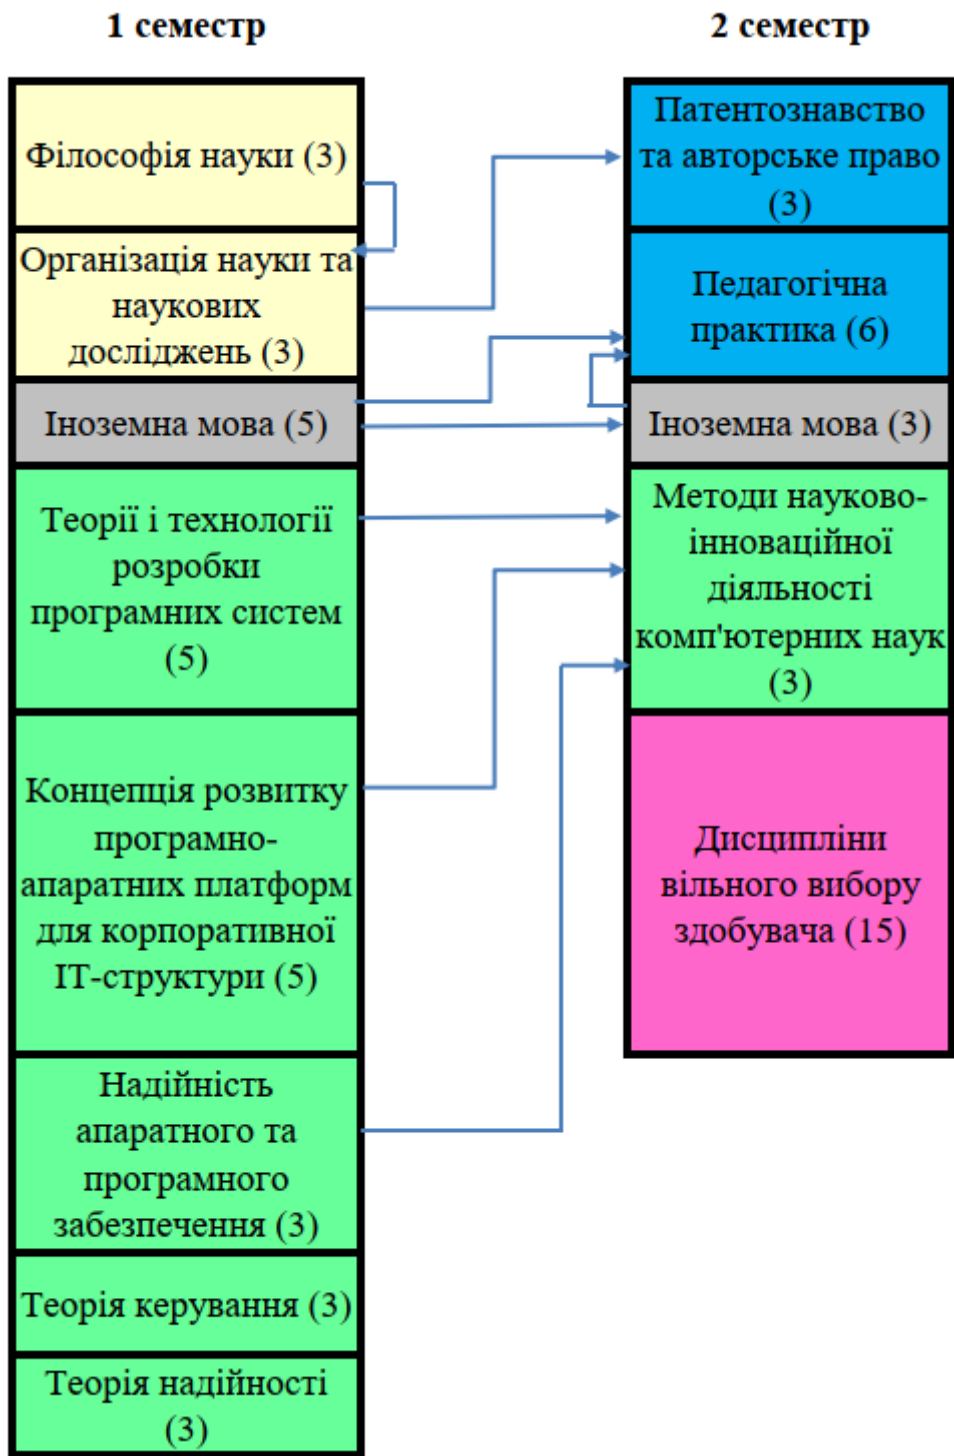 1 семестр
2 семестр
Філософія науки (3)
Організація науки та
наукових
досліджень (3)
Іноземна мова (5)
Теорії і технології
розробки
програмних систем
(5)
Концепція розвитку
програмно-
апаратних платформ
для корпоративної
ІТ-структури (5)
Надійність
апаратного та
програмного
забезпечення (3)
Теорія керування (3)
Теорія надійності
(3)
Патентознавство
та авторське право
(3)
Педагогічна
практика (6)
Іноземна мова (3)
Методи науково-
інноваційної
діяльності
комп'ютерних наук
(3)
Дисципліни
вільного вибору
здобувача (15)